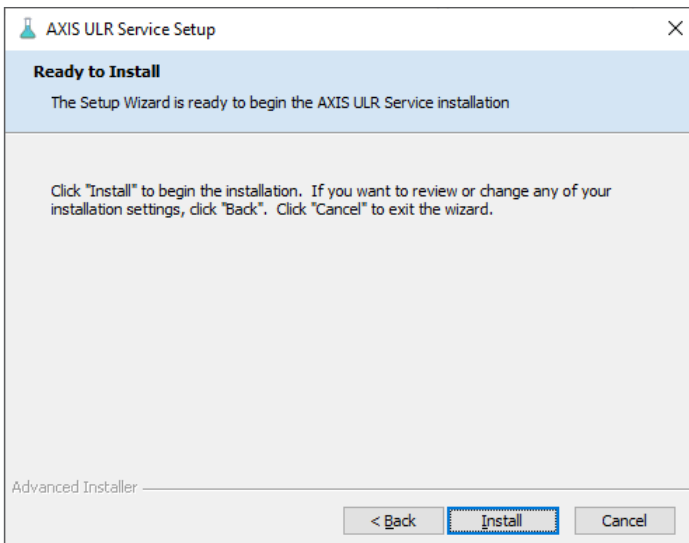 AXIS ULR Service Setup
Ready to Install
The Setup Wizard is ready to begin the AXIS ULR Service installation
Click "Install" to begin the installation.  If you want to review or change any of your
installation settings, click "Back".  Click "Cancel" to exit the wizard.
Advanced Installer
< Back
Install
Cancel